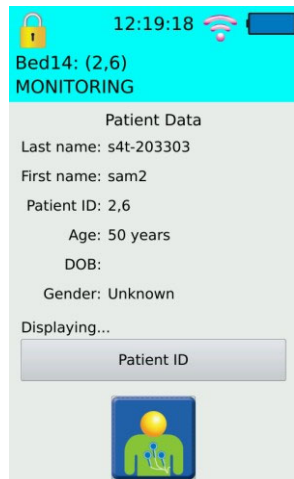 12:19:18
Bed14: (2,6)
MONITORING
Patient Data
Last name: s4t-203303
First name: sam2
Patient ID: 2,6
Age: 50 years
DOB:
Gender: Unknown
Displaying...
Patient ID